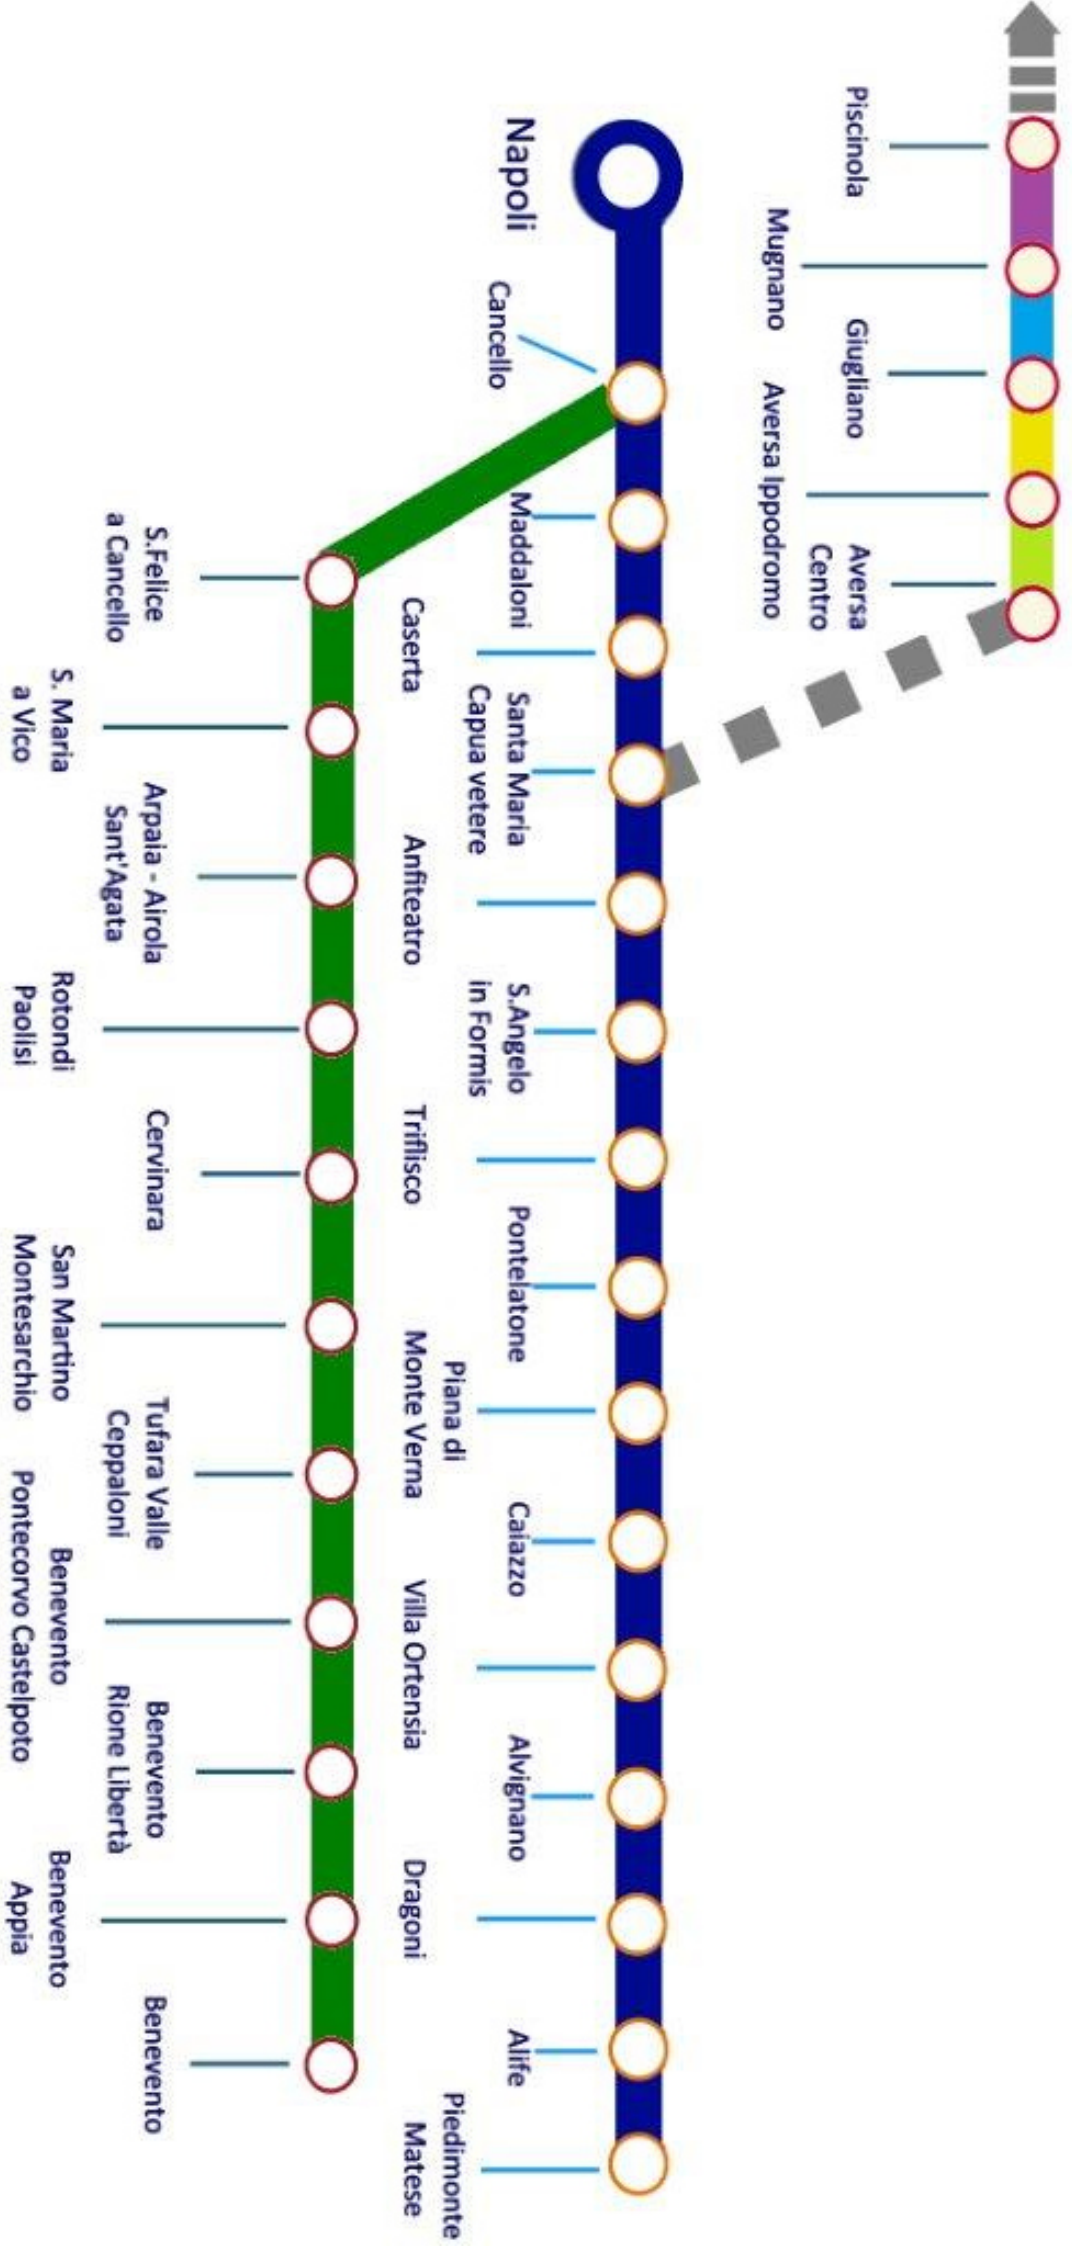 Piscinola
Mugnano
Giugliano
Aversa Ippodromo
Aversa
Centro
Napoli
Cancello
Maddaloni
Caserta
Santa Maria
Capua vetere
Anfiteatro
S.Angelo
in Formis
Triflisco
Pontelatone
Piana di
Monte Verna
Caiazzo
Villa Ortensia
Alvignano
Dragoni
Alife
Piedimonte
Matese
S.Felice
a Cancello
S. Maria
a Vico
Arpaia - Airola
Sant'Agata
Rotondi
Paolisi
Cervinara
San Martino
Montesarchio
Tufara Valle
Ceppaloni
Benevento
Pontecorvo Castelpoto
Benevento
Rione Libertà
Benevento
Appia
Benevento